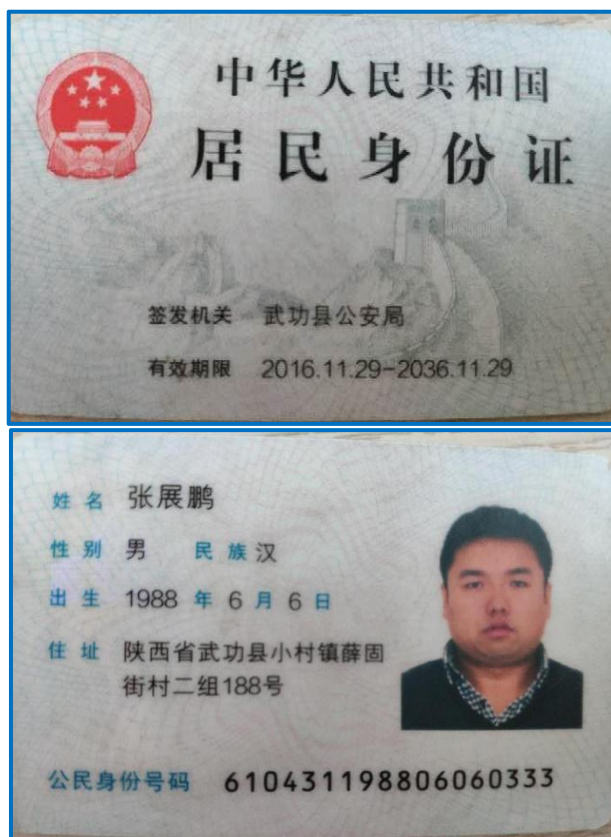 中华人民共和国
居民身份证
签发机关 武功县公安局
有效期限 2016.11.29-2036.11.29
姓名 张展鹏
性别 男 民族 汉
出生 1988 年 6 月 6 日
住址 陕西省武功县小村镇薛固
街村二组188号
公民身份号码 610431198806060333